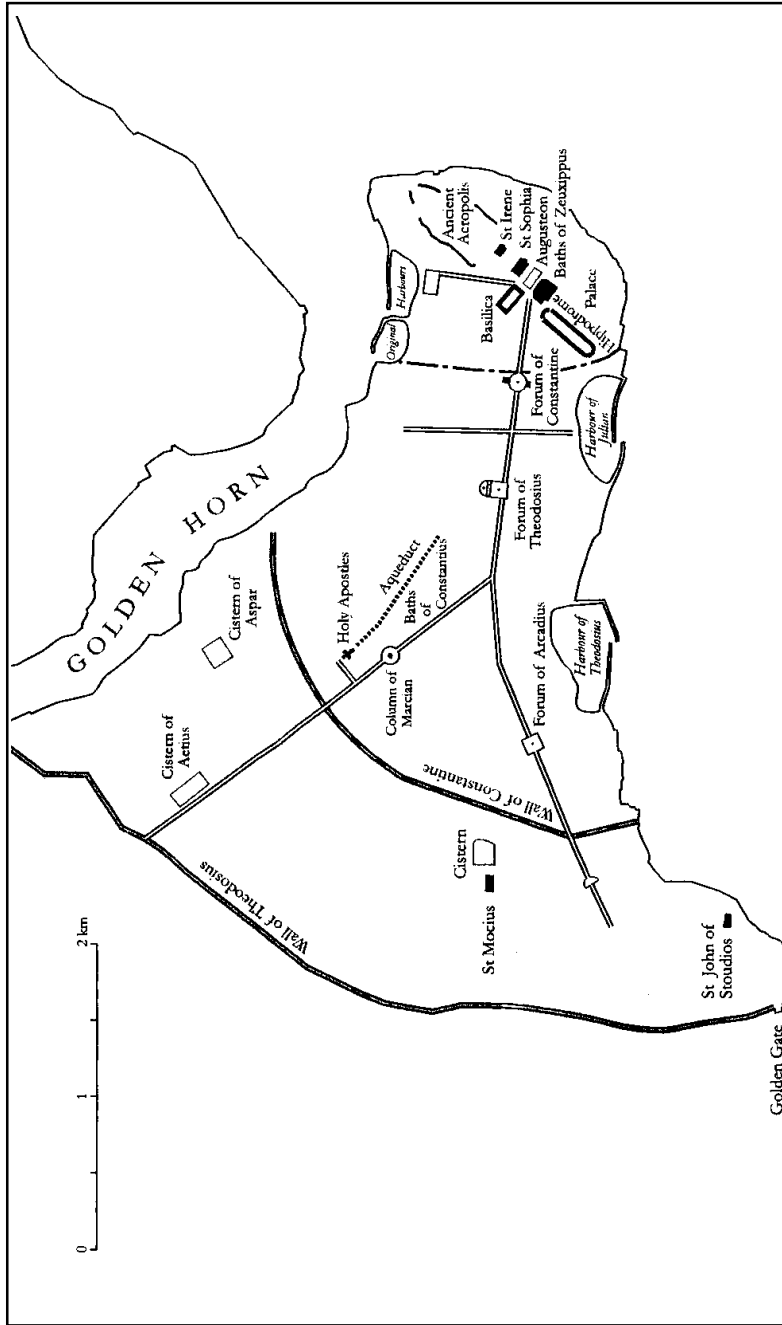 GOLDEN HORN
Ancient
Acropolis
St Irene
St Sophia
Augusteon
Baths of Zeuxippus
Palace
Hippodrome
Basilica
Harbours
Original
Forum of
Constantine
Harbour of
Julian
Forum of
Theodosius
Harbour of
Theodosius
Forum of Arcadius
Aqueduct
Holy Apostles
Baths
of
Constantius
Column of
Marcian
Cistern of
Aspar
Cistern of
Aetius
Wall of Constantine
Wall of Theodosius
Cistern
St Mocius
St John of
Stoudios
Golden Gate
0 1 2 km